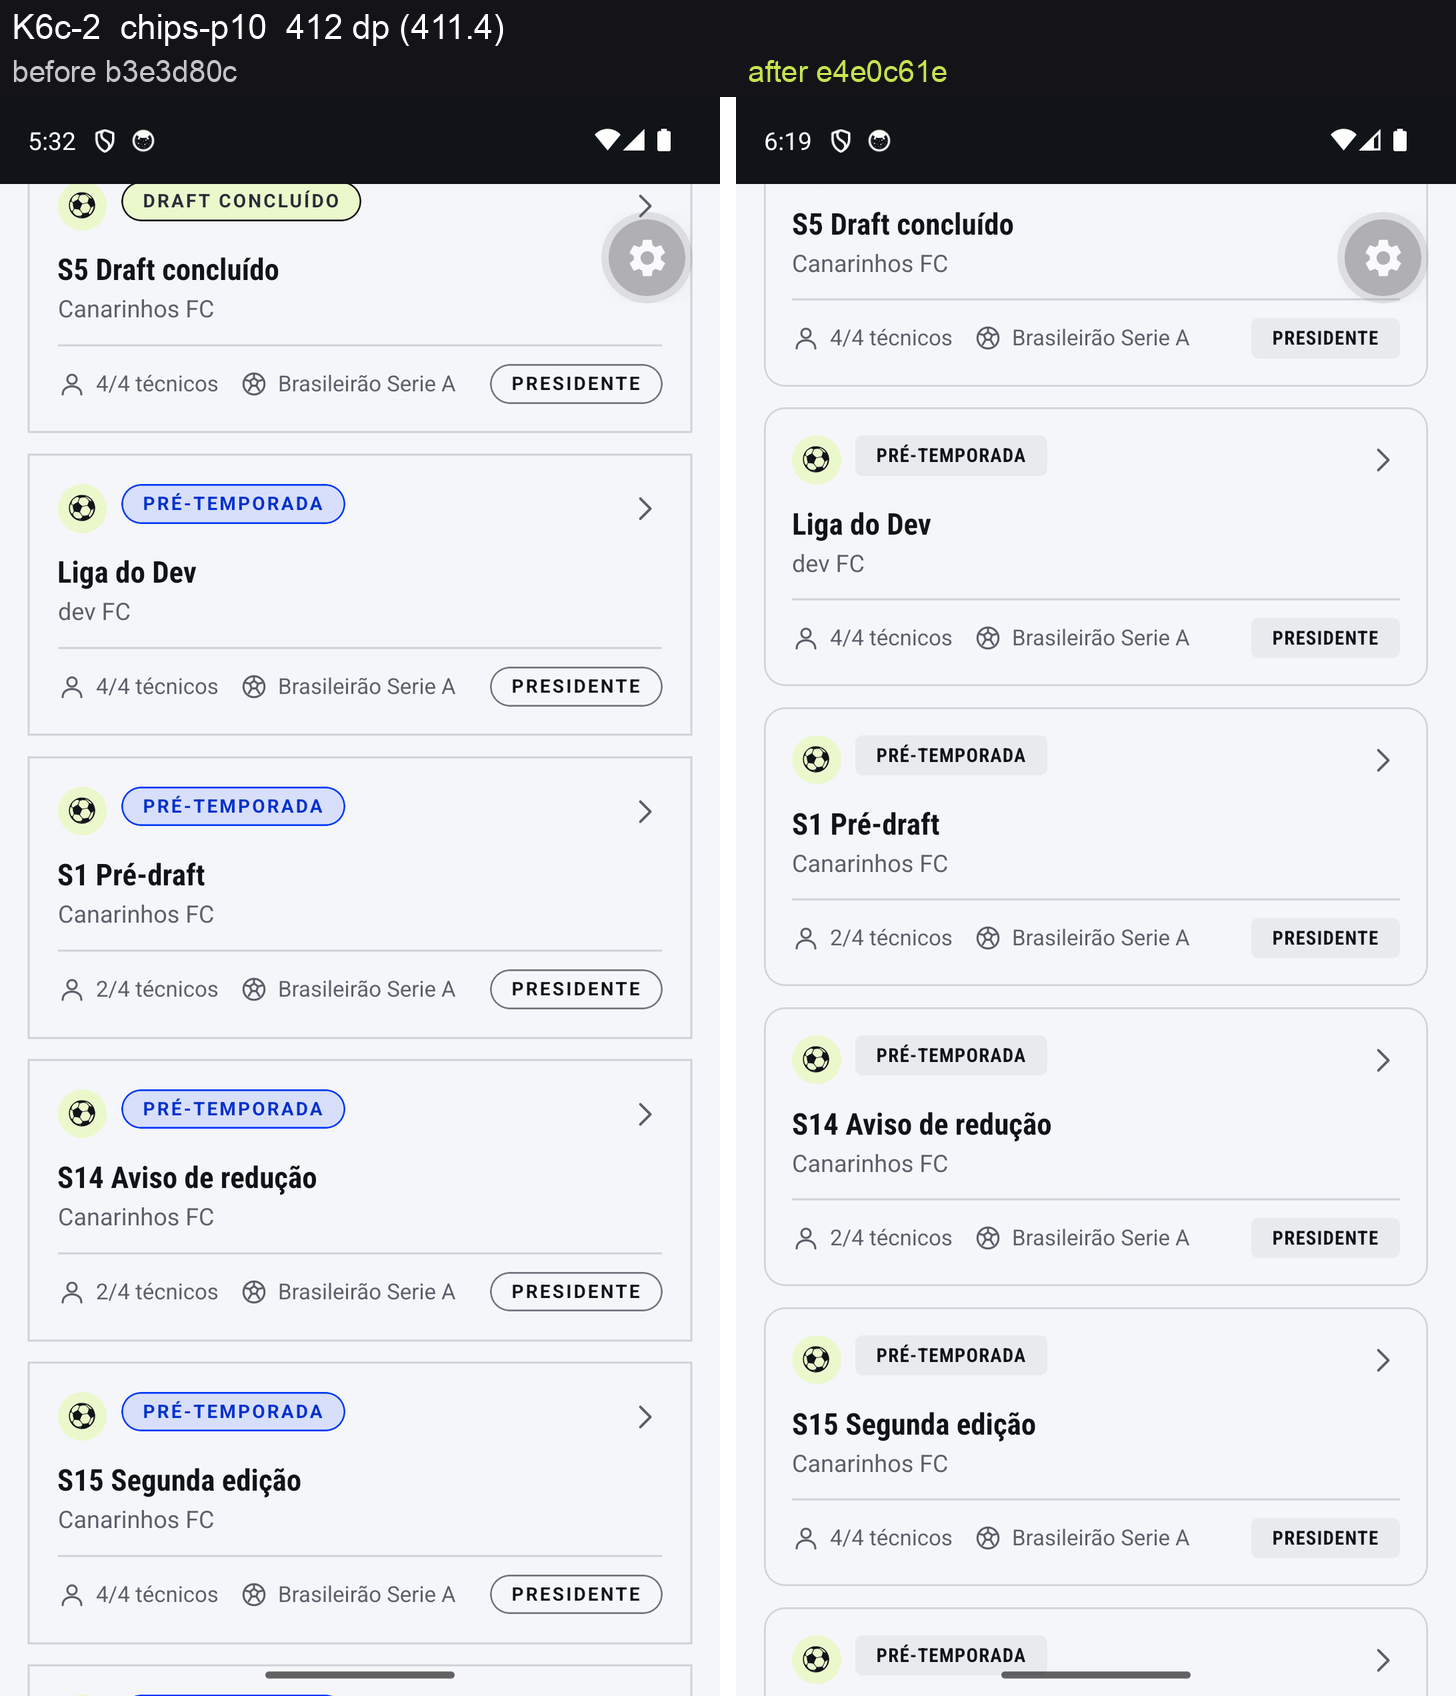 K6c-2 chips-p10 412 dp (411.4)
before b3e3d80c
5:32
DRAFT CONCLUÍDO
S5 Draft concluído
Canarinhos FC
4/4 técnicos Brasileirão Serie A PRESIDENTE
PRÉ-TEMPORADA
Liga do Dev
dev FC
4/4 técnicos Brasileirão Serie A PRESIDENTE
PRÉ-TEMPORADA
S1 Pré-draft
Canarinhos FC
2/4 técnicos Brasileirão Serie A PRESIDENTE
PRÉ-TEMPORADA
S14 Aviso de redução
Canarinhos FC
2/4 técnicos Brasileirão Serie A PRESIDENTE
PRÉ-TEMPORADA
S15 Segunda edição
Canarinhos FC
4/4 técnicos Brasileirão Serie A PRESIDENTE
after e4e0c61e
6:19
S5 Draft concluído
Canarinhos FC
4/4 técnicos Brasileirão Serie A PRESIDENTE
PRÉ-TEMPORADA
Liga do Dev
dev FC
4/4 técnicos Brasileirão Serie A PRESIDENTE
PRÉ-TEMPORADA
S1 Pré-draft
Canarinhos FC
2/4 técnicos Brasileirão Serie A PRESIDENTE
PRÉ-TEMPORADA
S14 Aviso de redução
Canarinhos FC
2/4 técnicos Brasileirão Serie A PRESIDENTE
PRÉ-TEMPORADA
S15 Segunda edição
Canarinhos FC
4/4 técnicos Brasileirão Serie A PRESIDENTE
PRÉ-TEMPORADA